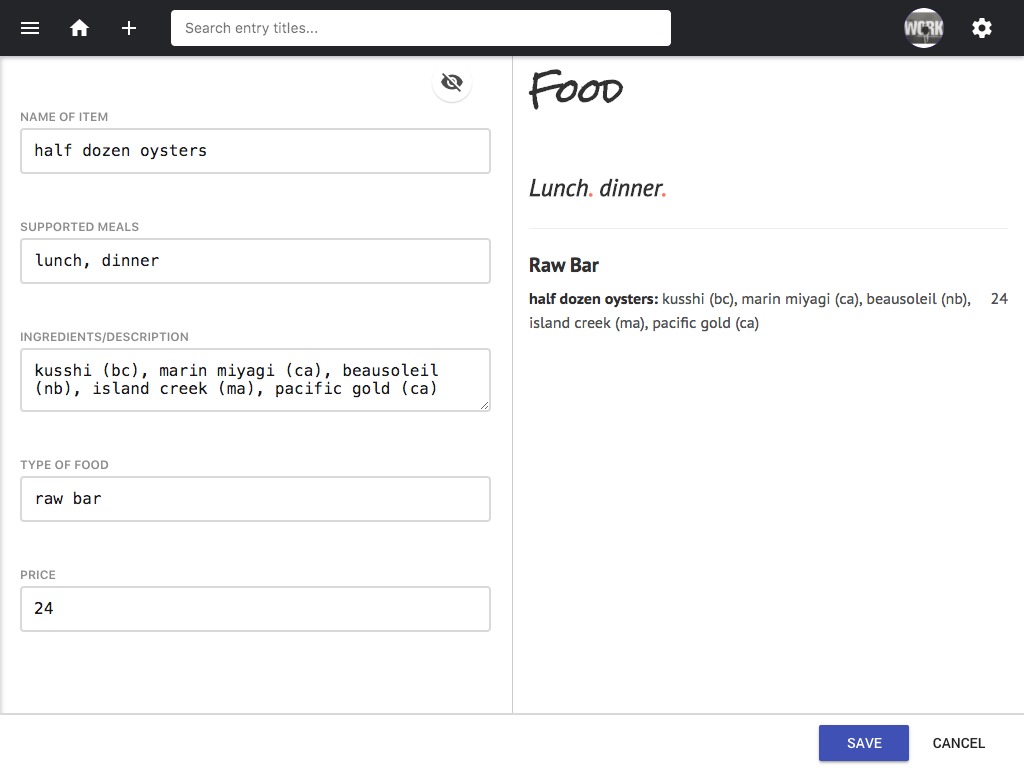 Search entry titles...
WORK
NAME OF ITEM
half dozen oysters
SUPPORTED MEALS
lunch, dinner
INGREDIENTS/DESCRIPTION
kusshi (bc), marin miyagi (ca), beausoleil
(nb), island creek (ma), pacific gold (ca)
TYPE OF FOOD
raw bar
PRICE
24
Food
Lunch. dinner.
Raw Bar
half dozen oysters: kusshi (bc), marin miyagi (ca), beausoleil (nb), 24
island creek (ma), pacific gold (ca)
SAVE CANCEL